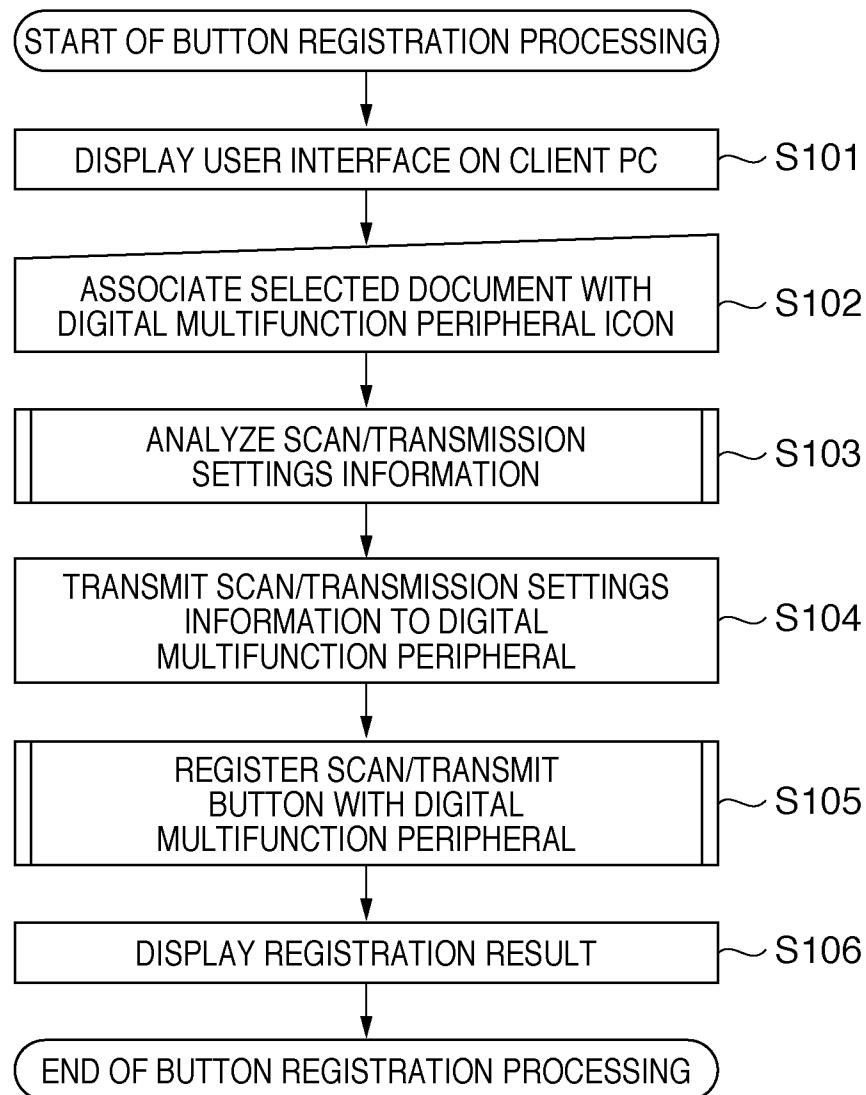 START OF BUTTON REGISTRATION PROCESSING
DISPLAY USER INTERFACE ON CLIENT PC
S101
ASSOCIATE SELECTED DOCUMENT WITH
DIGITAL MULTIFUNCTION PERIPHERAL ICON
S102
ANALYZE SCAN/TRANSMISSION
SETTINGS INFORMATION
S103
TRANSMIT SCAN/TRANSMISSION SETTINGS
INFORMATION TO DIGITAL
MULTIFUNCTION PERIPHERAL
S104
REGISTER SCAN/TRANSMIT
BUTTON WITH DIGITAL
MULTIFUNCTION PERIPHERAL
S105
DISPLAY REGISTRATION RESULT
S106
END OF BUTTON REGISTRATION PROCESSING